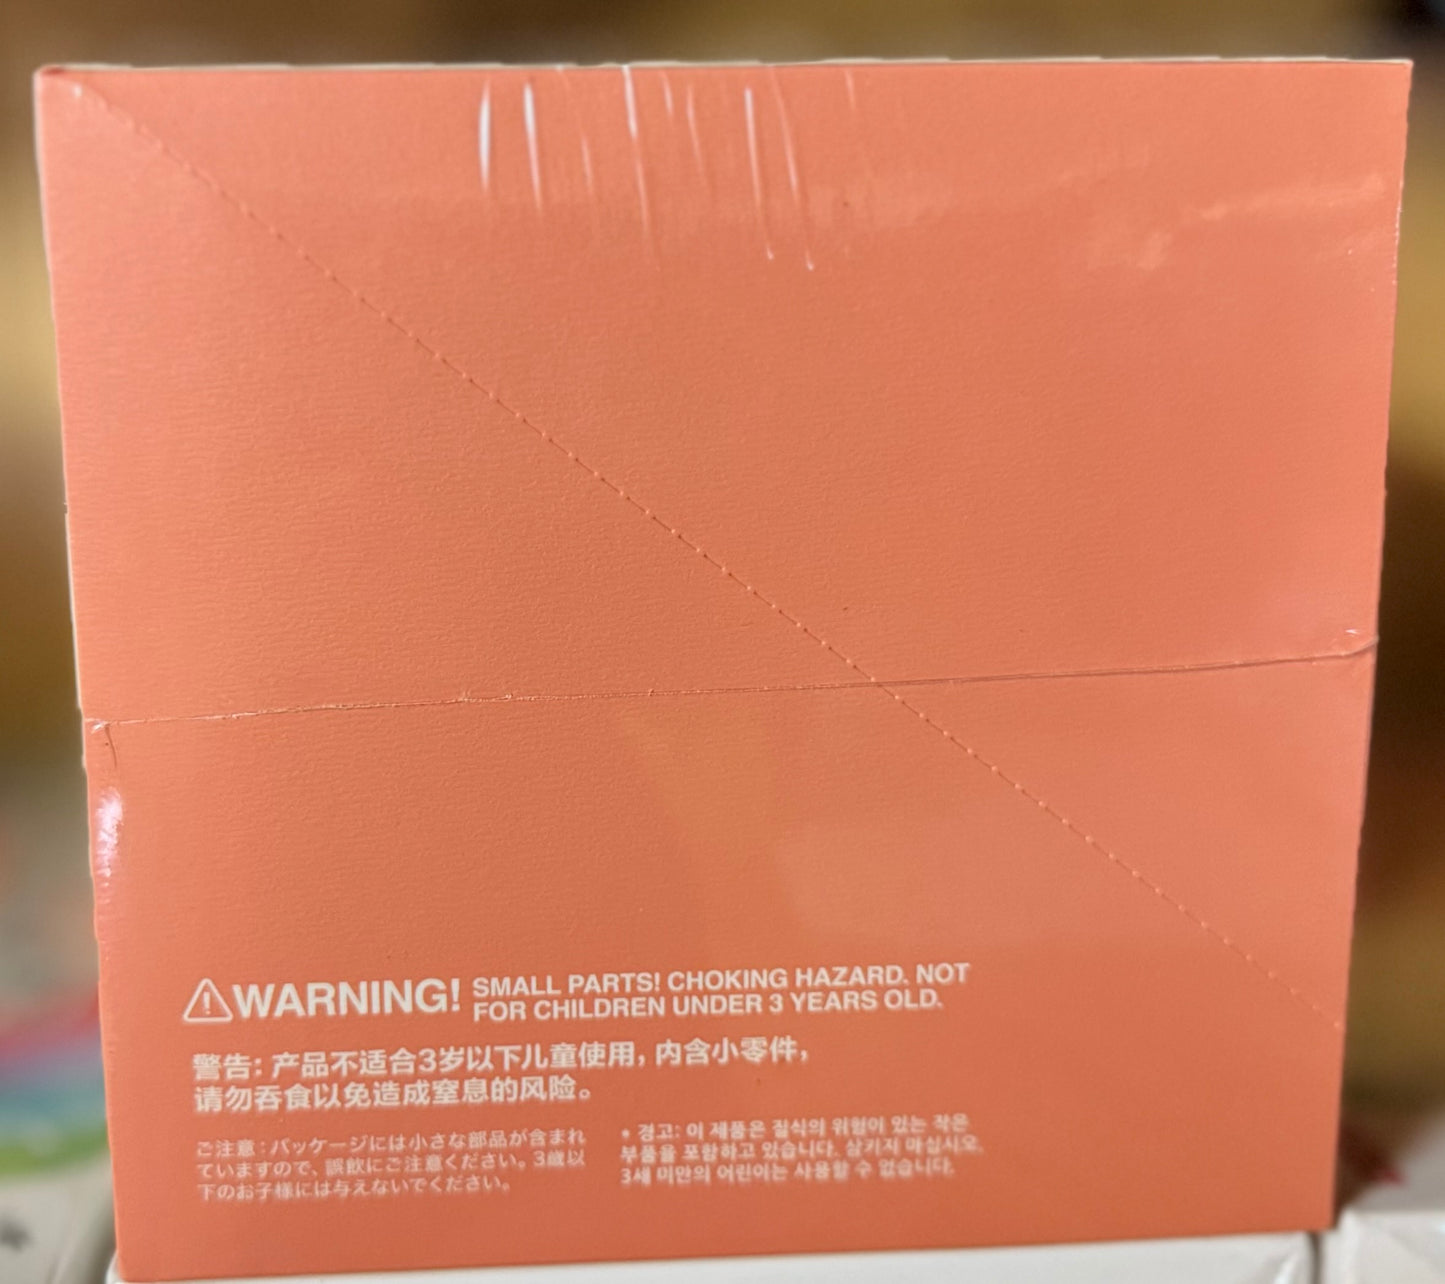 WARNING! SMALL PARTS! CHOKING HAZARD. NOT
FOR CHILDREN UNDER 3 YEARS OLD.
警告: 产品不适合3岁以下儿童使用, 内含小零件,
请勿吞食以免造成窒息的风险。
ご注意:パッケージには小さな部品が含まれ
ていますので、誤飲にご注意ください。3歳以
下のお子様には与えないでください。
• 경고: 이 제품은 질식의 위험이 있는 작은
부품을 포함하고 있습니다. 삼키지 마십시오.
3세 미만의 어린이는 사용할 수 없습니다.